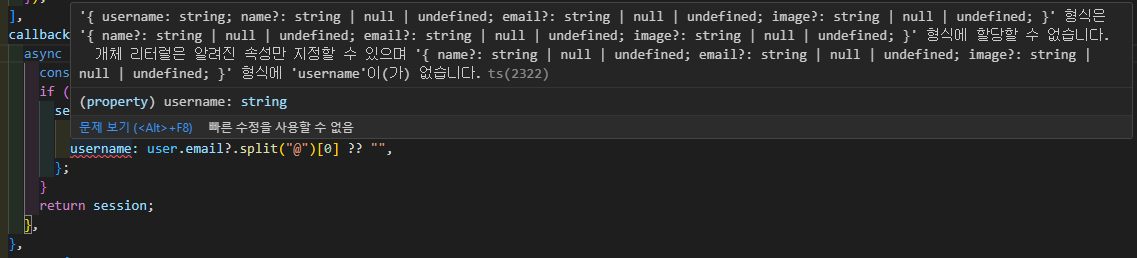 });
],
callback
'{ username: string; name?: string | null | undefined; email?: string | null | undefined; image?: string | null | undefined; }' 형식은
'{ name?: string | null | undefined; email?: string | null | undefined; image?: string | null | undefined; }' 형식에 할당할 수 없습니다.
개체 리터럴은 알려진 속성만 지정할 수 있으며 '{ name?: string | null | undefined; email?: string | null | undefined; image?: string |
null | undefined; }' 형식에 'username'이(가) 없습니다. ts(2322)
async
cons
if (
se
(property) username: string
문제 보기 (<Alt>+F8) 빠른 수정을 사용할 수 없음
username: user.email?.split("@")[0] ?? "",
};
}
return session;
},
},